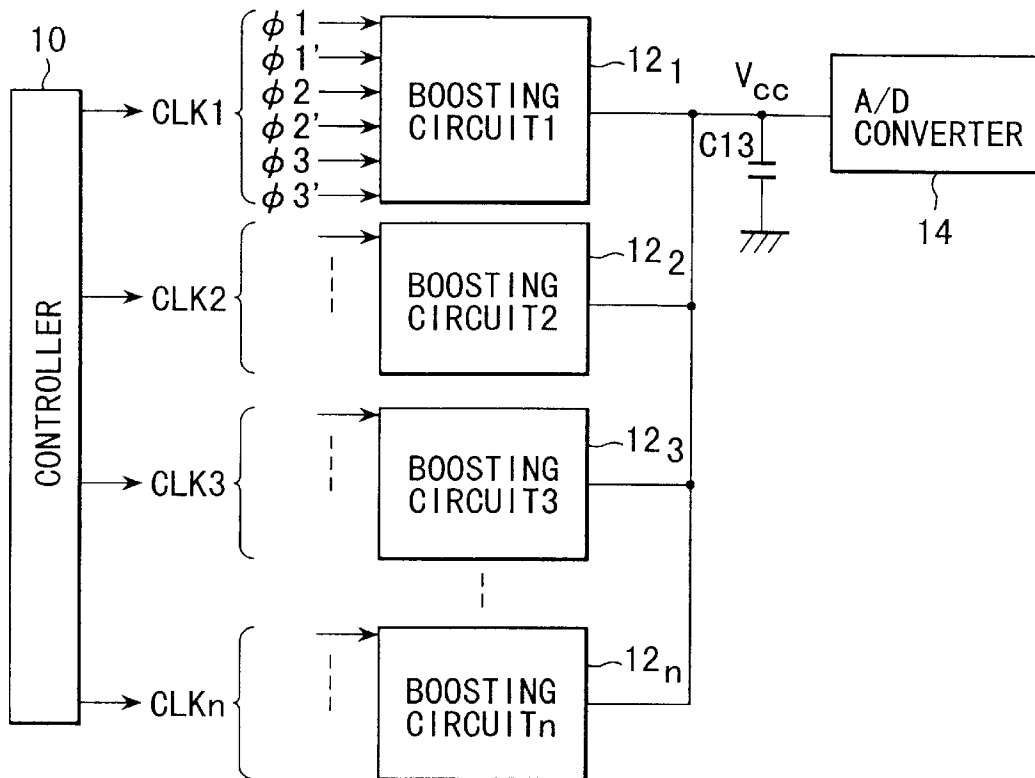 10
CONTROLLER
CLK1
φ1
φ1'
φ2
φ2'
φ3
φ3'
BOOSTING
CIRCUIT1
12₁
V_CC
C13
A/D
CONVERTER
14
CLK2
BOOSTING
CIRCUIT2
12₂
CLK3
BOOSTING
CIRCUIT3
12₃
CLKn
BOOSTING
CIRCUITn
12ₙ